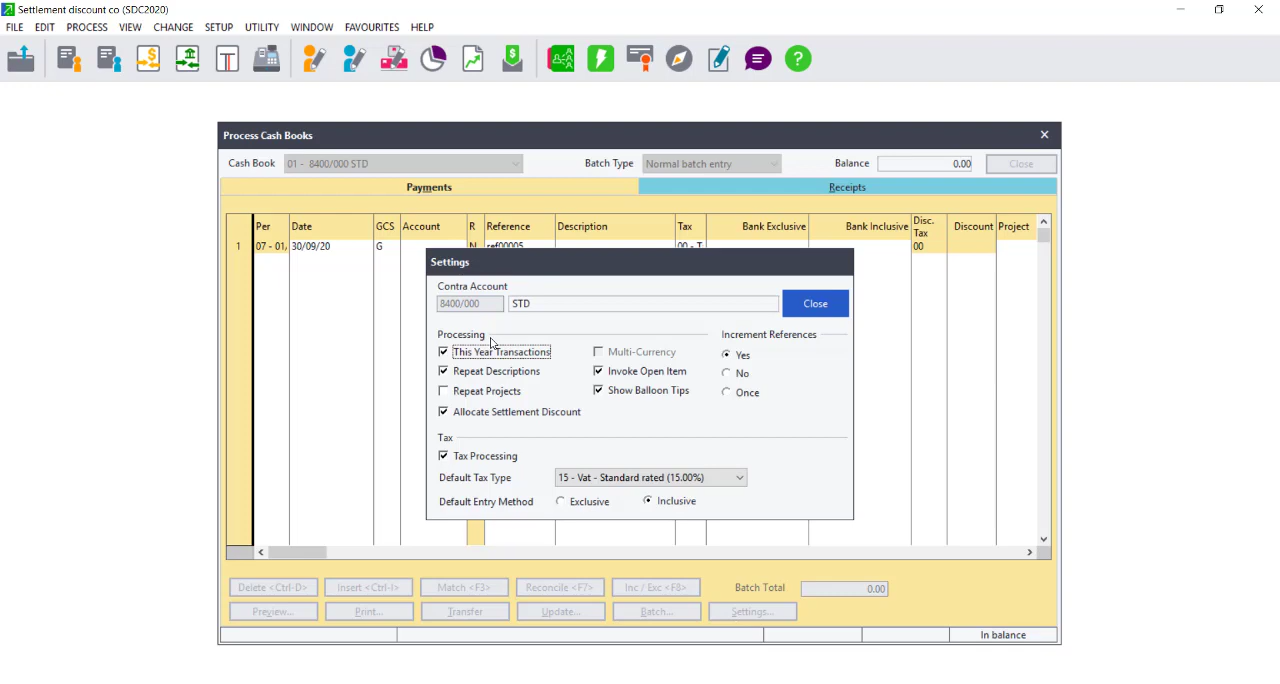 Settlement discount co (SDC2020)
FILE EDIT PROCESS VIEW CHANGE SETUP UTILITY WINDOW FAVOURITES HELP
Process Cash Books
Cash Book 01 - 8400/000 STD Batch Type Normal batch entry Balance 0.00 Close
Payments Receipts
Per Date GCS Account R Reference Description Tax Bank Exclusive Bank Inclusive Disc. Tax Discount Project
1 07 - 01, 30/09/20 G N ref00005 00 - T 00
Settings
Contra Account
8400/000 STD Close
Processing Increment References
This Year Transactions Multi-Currency Yes
Repeat Descriptions Invoke Open Item No
Repeat Projects Show Balloon Tips Once
Allocate Settlement Discount
Tax
Tax Processing
Default Tax Type 15 - Vat - Standard rated (15.00%)
Default Entry Method Exclusive Inclusive
Delete <Ctrl-D> Insert <Ctrl-I> Match <F3> Reconcile <F7> Inc / Exc <F8> Batch Total 0.00
Preview... Print... Transfer Update... Batch... Settings...
In balance